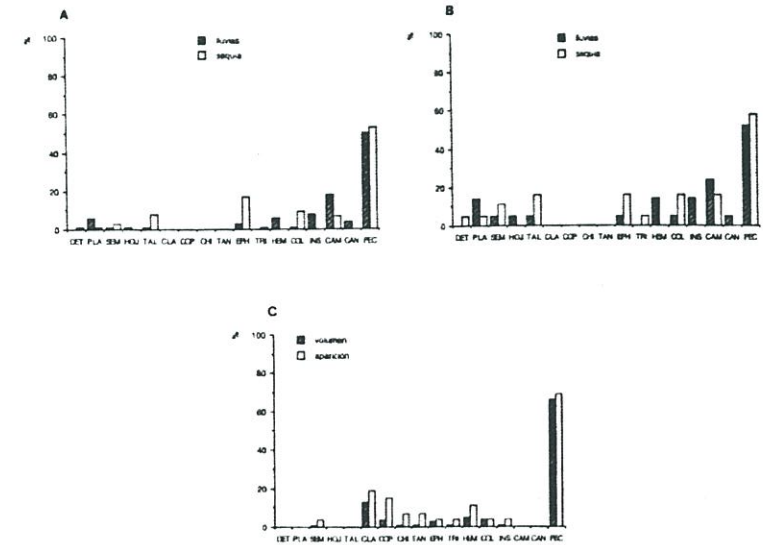 A
%
100
80
60
40
20
0
lluvias
sequia
DET PLA SEM HOJ TAL CLA COP CHI TAN EPH TRI HEM COL INS CAM CAN PEC
B
%
100
80
60
40
20
0
lluvias
sequia
DET PLA SEM HOJ TAL CLA COP CHI TAN EPH TRI HEM COL INS CAM CAN PEC
C
%
100
80
60
40
20
0
volumen
aparición
DET PLA SEM HOJ TAL CLA COP CHI TAN EPH TRI HEM COL INS CAM CAN PEC